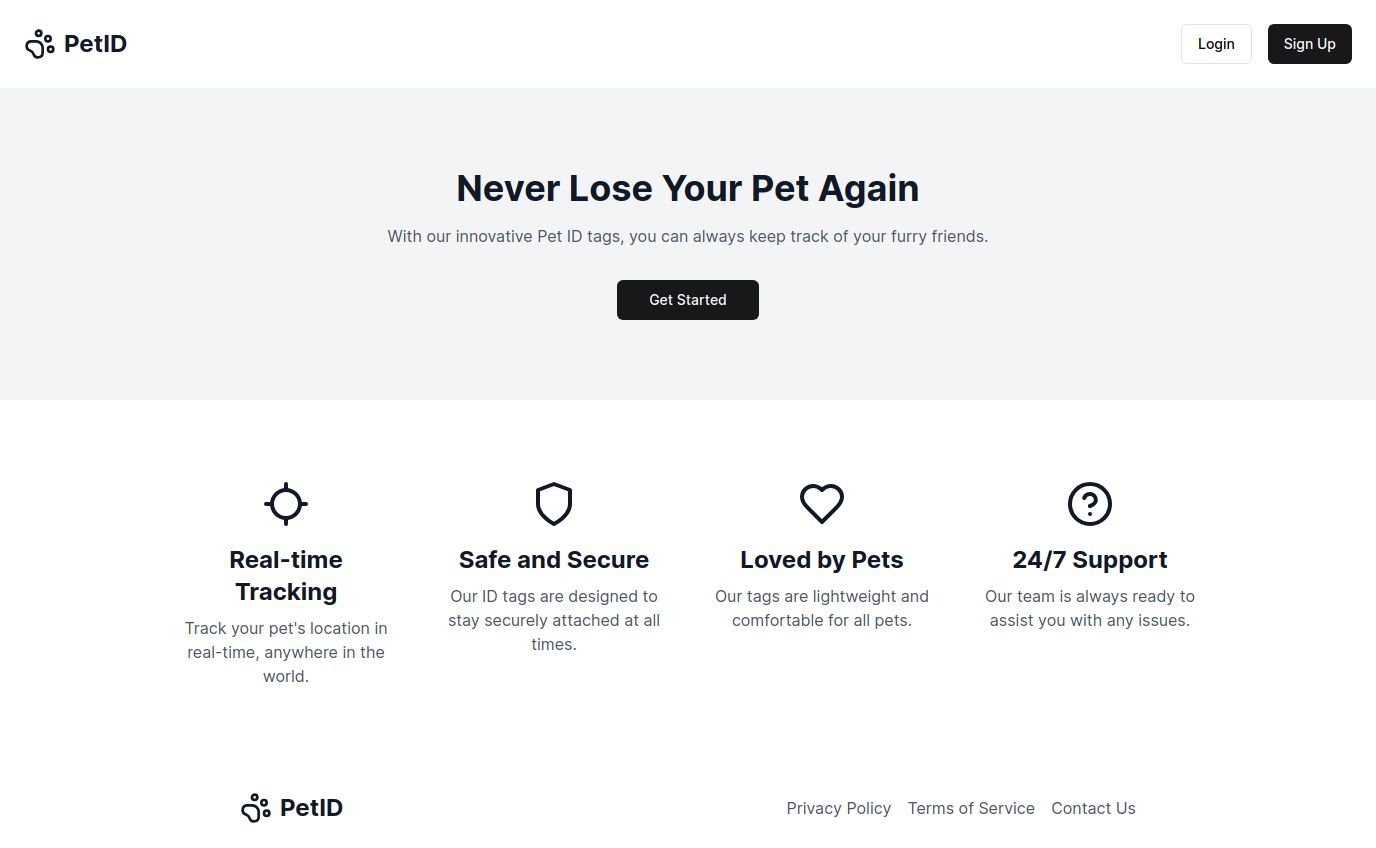 PetID
Login
Sign Up
Never Lose Your Pet Again
With our innovative Pet ID tags, you can always keep track of your furry friends.
Get Started
Real-time
Tracking
Track your pet's location in
real-time, anywhere in the
world.
Safe and Secure
Our ID tags are designed to
stay securely attached at all
times.
Loved by Pets
Our tags are lightweight and
comfortable for all pets.
24/7 Support
Our team is always ready to
assist you with any issues.
PetID
Privacy Policy
Terms of Service
Contact Us